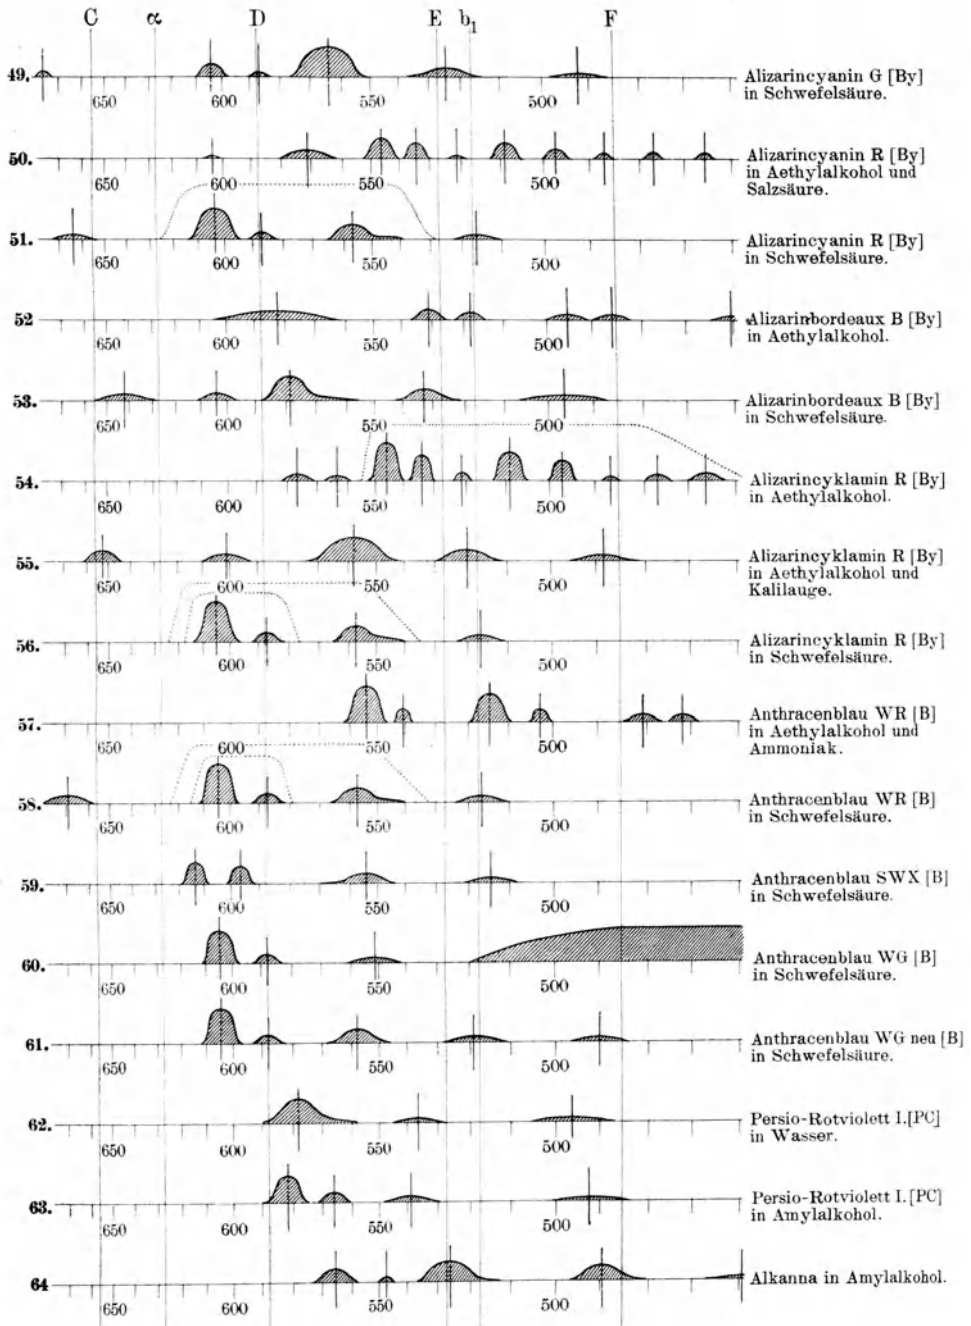 C α D E b1 F
49. Alizarincyanin G [By]
in Schwefelsäure.
650 600 550 500
50. Alizarincyanin R [By]
in Aethylalkohol und
Salzsäure.
650 600 550 500
51. Alizarincyanin R [By]
in Schwefelsäure.
650 600 550 500
52 Alizarinbordeaux B [By]
in Aethylalkohol.
650 600 550 500
53. Alizarinbordeaux B [By]
in Schwefelsäure.
650 600 550 500
54. Alizarincyklamin R [By]
in Aethylalkohol.
650 600 550 500
55. Alizarincyklamin R [By]
in Aethylalkohol und
Kalilauge.
650 600 550 500
56. Alizarincyklamin R [By]
in Schwefelsäure.
650 600 550 500
57. Anthracenblau WR [B]
in Aethylalkohol und
Ammoniak.
650 600 550 500
58. Anthracenblau WR [B]
in Schwefelsäure.
650 600 550 500
59. Anthracenblau SWX [B]
in Schwefelsäure.
650 600 550 500
60. Anthracenblau WG [B]
in Schwefelsäure.
650 600 550 500
61. Anthracenblau WG neu [B]
in Schwefelsäure.
650 600 550 500
62. Persio-Rotviolett I.[PC]
in Wasser.
650 600 550 500
63. Persio-Rotviolett I.[PC]
in Amylalkohol.
650 600 550 500
64 Alkanna in Amylalkohol.
650 600 550 500